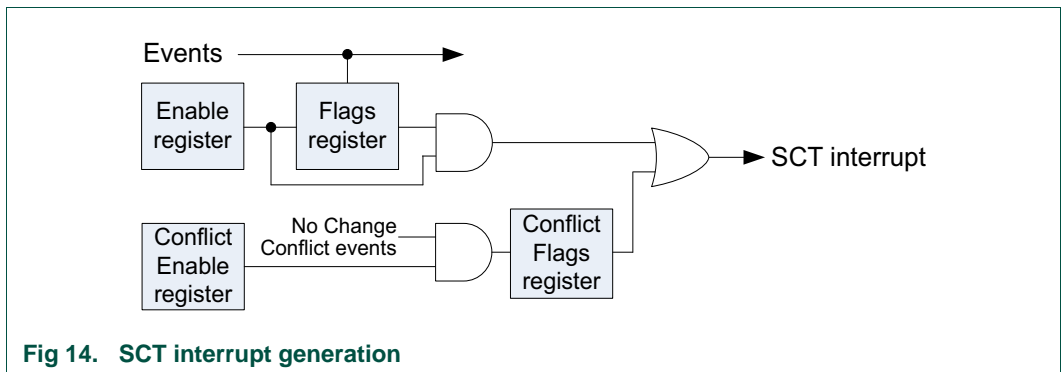 Events
Enable
register
Flags
register
SCT interrupt
No Change
Conflict events
Conflict
Enable
register
Conflict
Flags
register
Fig 14. SCT interrupt generation